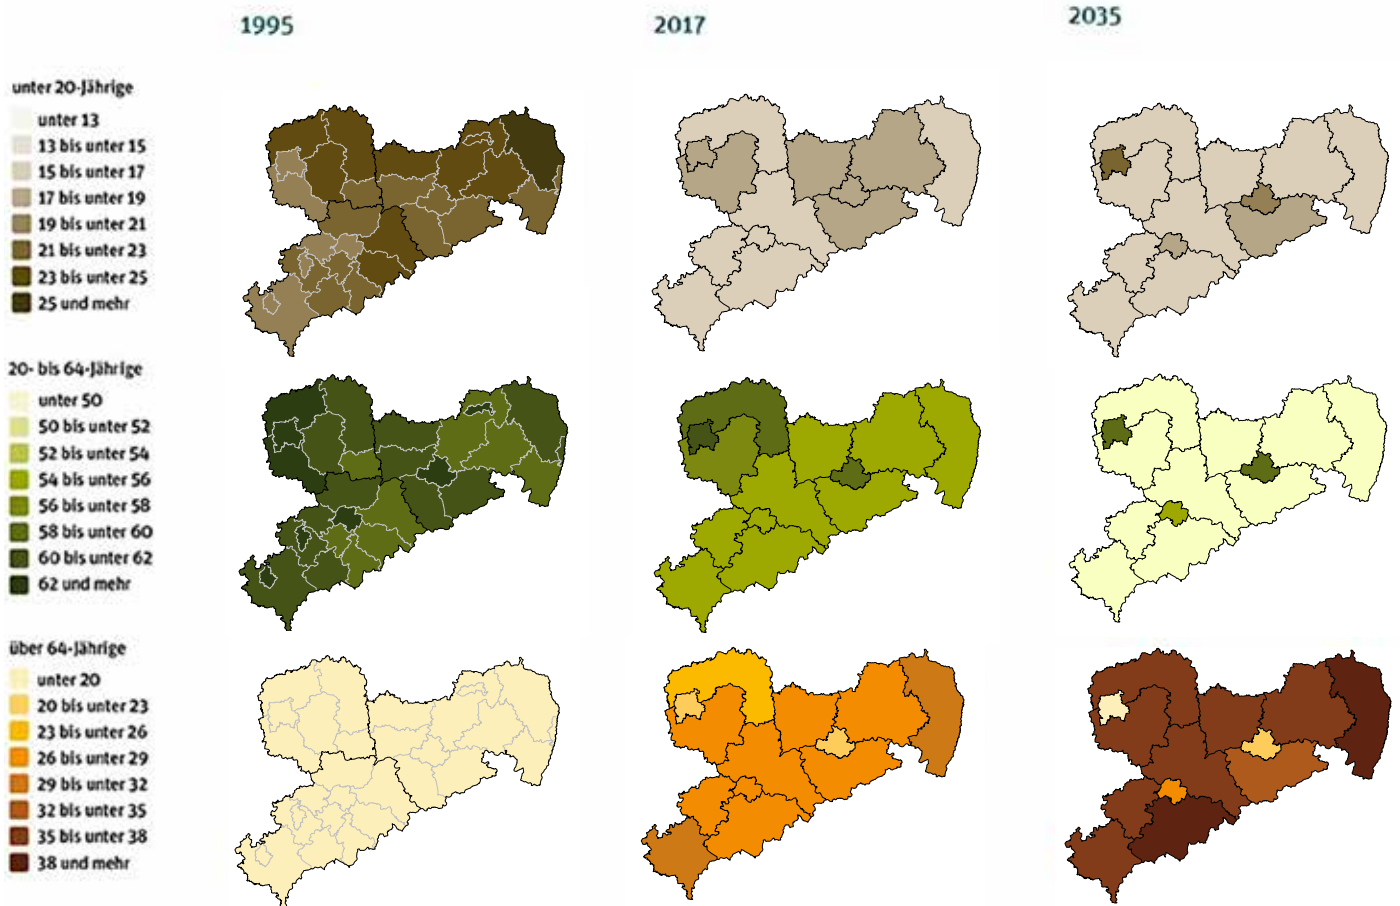 1995
2017
2035
unter 20-Jährige
unter 13
13 bis unter 15
15 bis unter 17
17 bis unter 19
19 bis unter 21
21 bis unter 23
23 bis unter 25
25 und mehr
20- bis 64-Jährige
unter 50
50 bis unter 52
52 bis unter 54
54 bis unter 56
56 bis unter 58
58 bis unter 60
60 bis unter 62
62 und mehr
über 64-Jährige
unter 20
20 bis unter 23
23 bis unter 26
26 bis unter 29
29 bis unter 32
32 bis unter 35
35 bis unter 38
38 und mehr